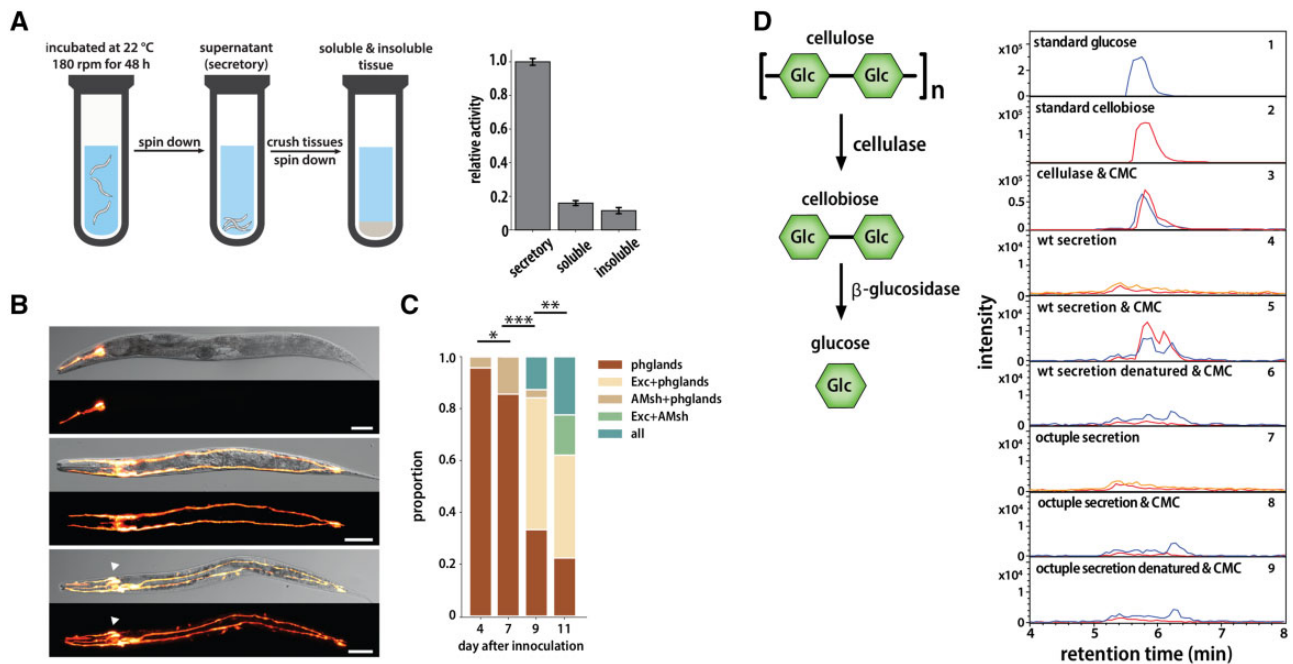 A
incubated at 22 °C
180 rpm for 48 h
spin down
supernatant
(secretory)
crush tissues
spin down
soluble & insoluble
tissue
relative activity
1.0
0.8
0.6
0.4
0.2
0.0
secretory
soluble
insoluble
B
C
*
***
**
proportion
1.0
0.8
0.6
0.4
0.2
0
4 7 9 11
day after innoculation
phglands
Exc+phglands
AMsh+phglands
Exc+AMsh
all
D
cellulose
Glc Glc
n
cellulase
cellobiose
Glc Glc
β-glucosidase
glucose
Glc
intensity
x10⁵ standard glucose 1
2
0
x10⁵ standard cellobiose 2
1
0
x10⁵ cellulase & CMC 3
0.5
0
x10⁴ wt secretion 4
1
0
x10⁴ wt secretion & CMC 5
1
0
x10⁴ wt secretion denatured & CMC 6
1
0
x10⁴ octuple secretion 7
1
0
x10⁴ octuple secretion & CMC 8
1
0
x10⁴ octuple secretion denatured & CMC 9
1
0
4 5 6 7 8
retention time (min)